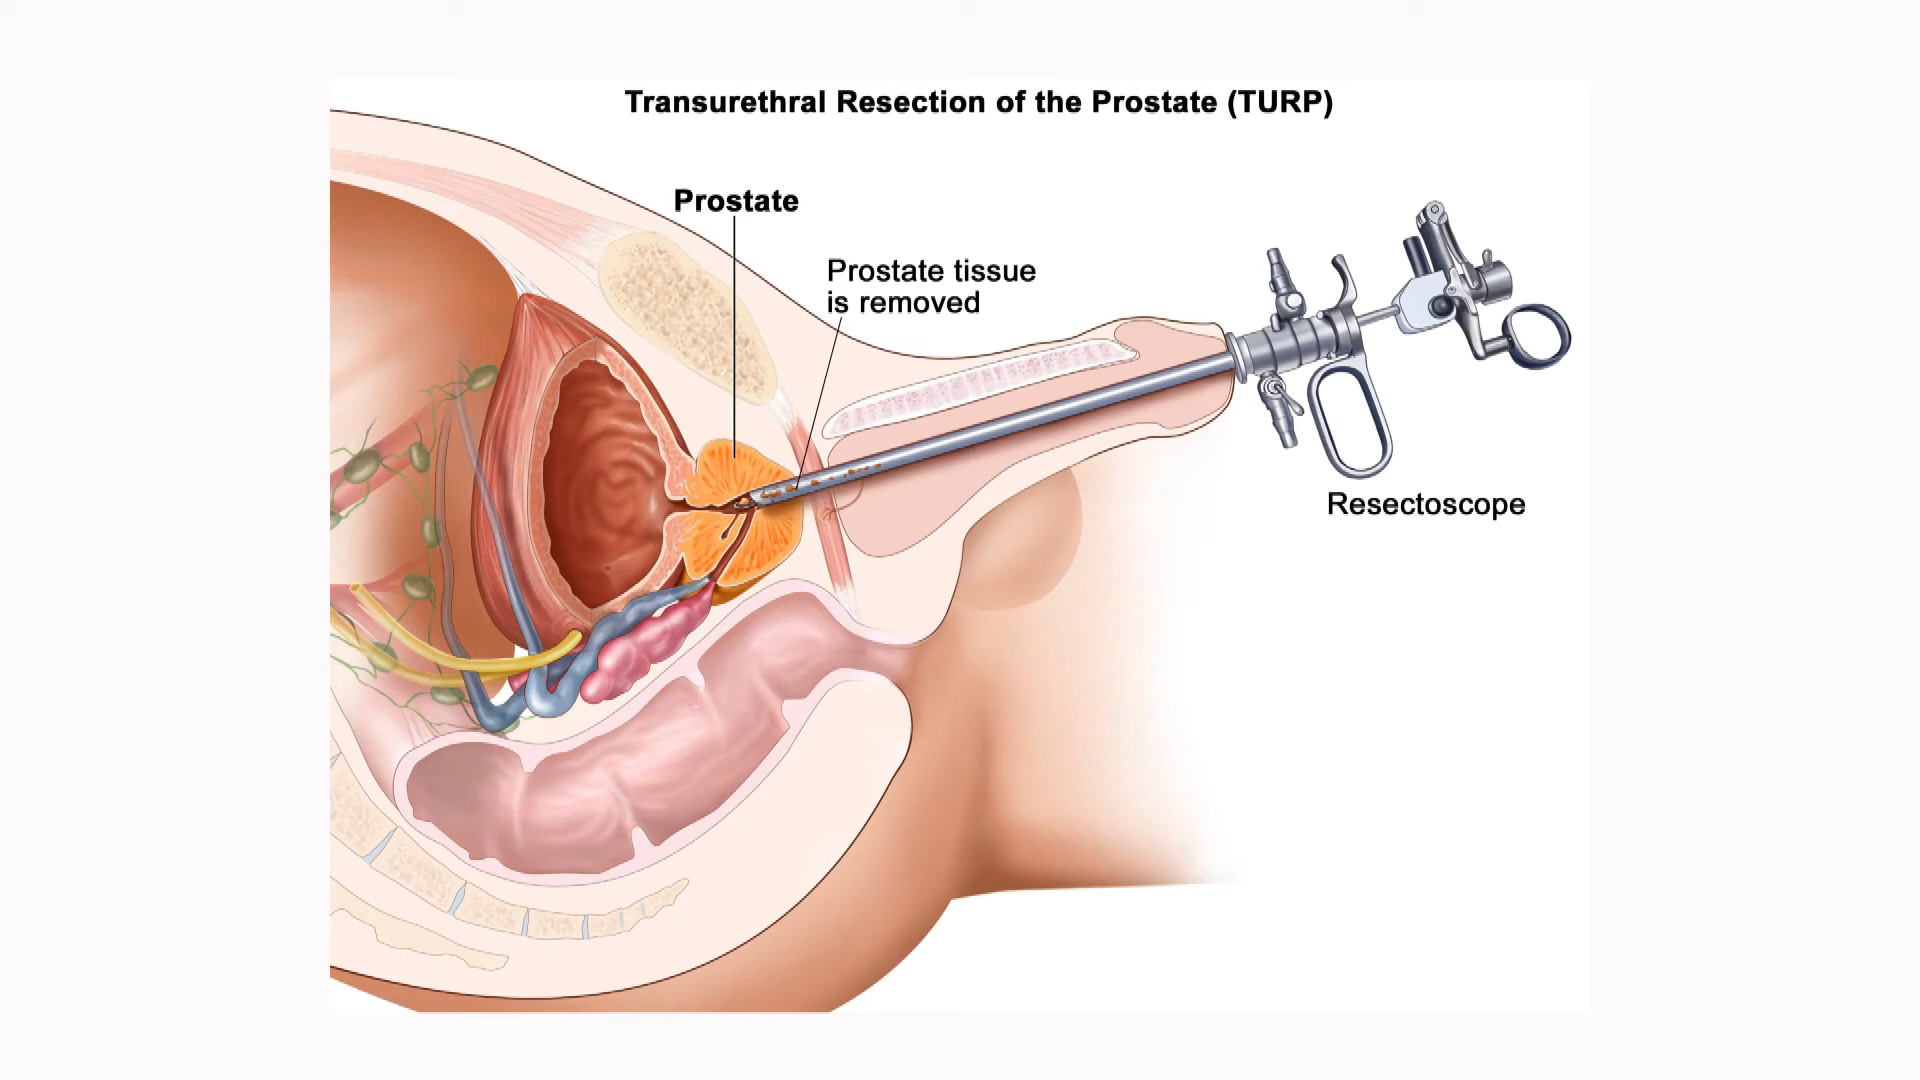 Transurethral Resection of the Prostate (TURP)
Prostate
Prostate tissue
is removed
Resectoscope